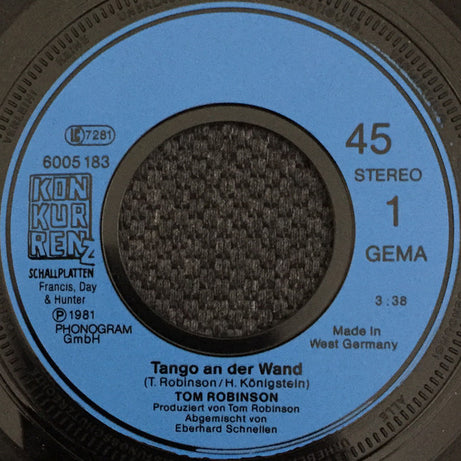 LC 7281
6005 183
KON
KUR
RENZ
SCHALLPLATTEN
Francis, Day
& Hunter
℗ 1981
PHONOGRAM
GmbH
45
STEREO
1
GEMA
3:38
Made In
West Germany
Tango an der Wand
(T. Robinson/H. Königstein)
TOM ROBINSON
Produziert von Tom Robinson
Abgemischt von
Eberhard Schnellen